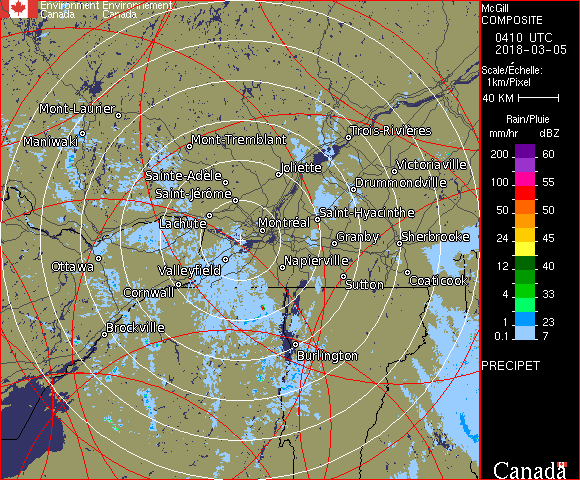 Environment Environnement
Canada Canada
Mont-Laurier
Maniwaki
Mont-Tremblant
Trois-Rivières
Sainte-Adèle
Joliette
Victoriaville
Drummondville
Saint-Jérôme
Lachute
Montréal
Saint-Hyacinthe
Granby
Sherbrooke
Ottawa
Valleyfield
Napierville
Sutton
Coaticook
Cornwall
Brockville
Burlington
McGill
COMPOSITE
0410 UTC
2018-03-05
Scale/Échelle:
1km/Pixel
40 KM
Rain/Pluie
mm/hr dBZ
200 60
100 55
50 50
24 45
12 40
4 33
1 23
0.1 7
PRECIPET
Canada